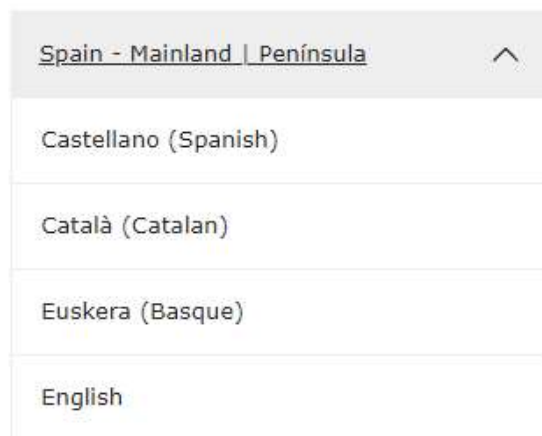 Spain - Mainland | Península
Castellano (Spanish)
Català (Catalan)
Euskera (Basque)
English